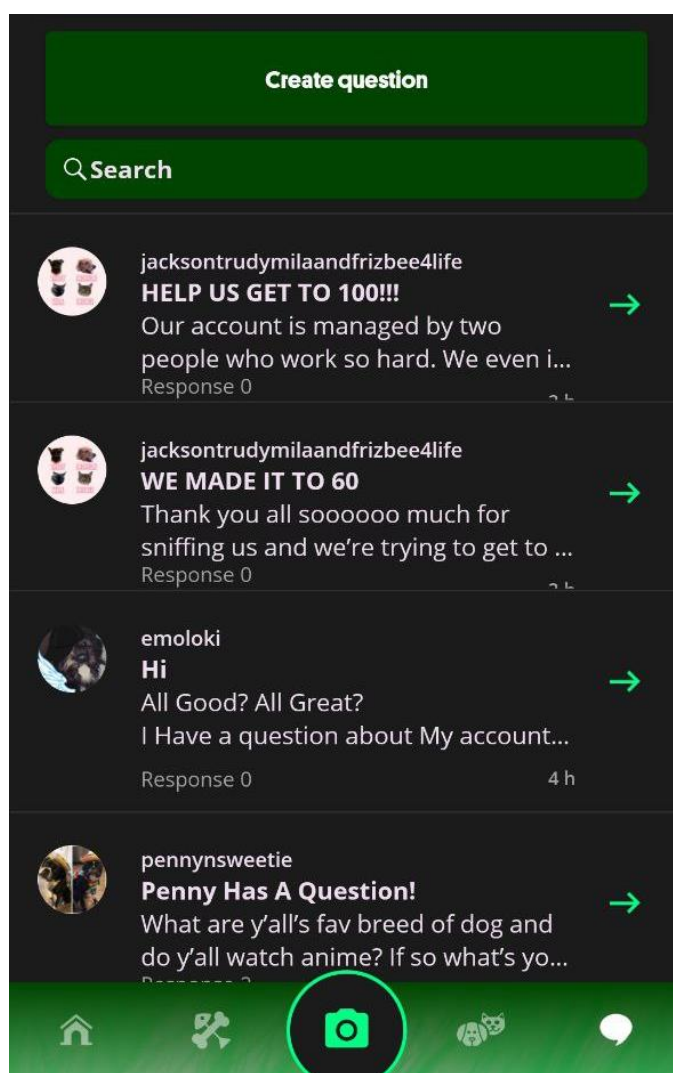 Create question
Search
jacksontrudymilaandfrizbee4life
HELP US GET TO 100!!!
Our account is managed by two
people who work so hard. We even i...
Response 0
jacksontrudymilaandfrizbee4life
WE MADE IT TO 60
Thank you all soooooo much for
sniffing us and we’re trying to get to ...
Response 0
emoloki
Hi
All Good? All Great?
I Have a question about My account...
Response 0
4 h
pennynsweetie
Penny Has A Question!
What are y’all’s fav breed of dog and
do y’all watch anime? If so what’s yo...